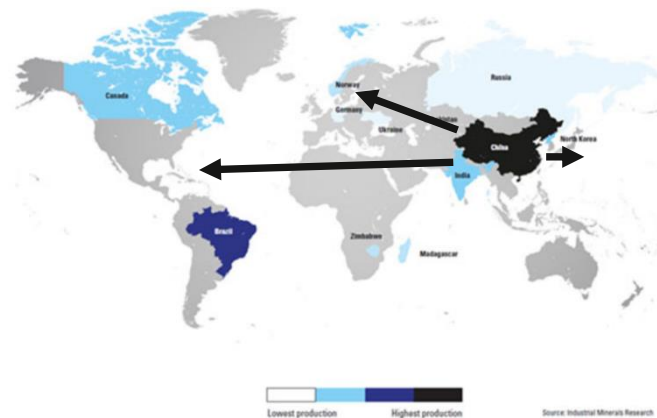 Canada
Norway
Russia
Germany
Ukraine
North Korea
China
India
Brazil
Zimbabwe
Madagascar
Lowest production Highest production
Source: Industrial Minerals Research